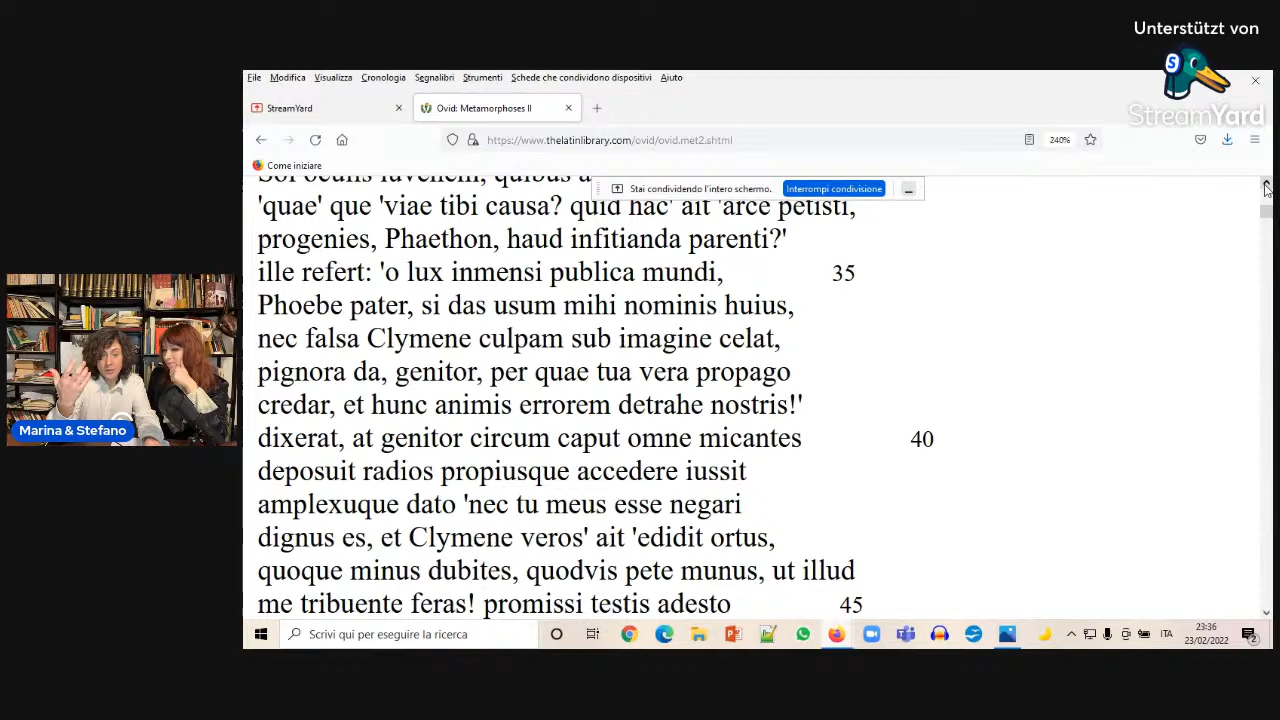 Unterstützt von
StreamYard
File Modifica Visualizza Cronologia Segnalibri Strumenti Schede che condividono dispositivi Aiuto
StreamYard
Ovid: Metamorphoses II
https://www.thelatinlibrary.com/ovid/ovid.met2.shtml
240%
Come iniziare
Stai condividendo l'intero schermo. Interrompi condivisione
Sol oculis iuvenem, quibus a
'quae' que 'viae tibi causa? quid hac' ait 'arce petisti,
progenies, Phaethon, haud infitianda parenti?'
ille refert: 'o lux inmensi publica mundi, 35
Phoebe pater, si das usum mihi nominis huius,
nec falsa Clymene culpam sub imagine celat,
pignora da, genitor, per quae tua vera propago
credar, et hunc animis errorem detrahe nostris!'
dixerat, at genitor circum caput omne micantes 40
deposuit radios propiusque accedere iussit
amplexuque dato 'nec tu meus esse negari
dignus es, et Clymene veros' ait 'edidit ortus,
quoque minus dubites, quodvis pete munus, ut illud
me tribuente feras! promissi testis adesto 45
Marina & Stefano
Scrivi qui per eseguire la ricerca
ITA
23:36
23/02/2022
2